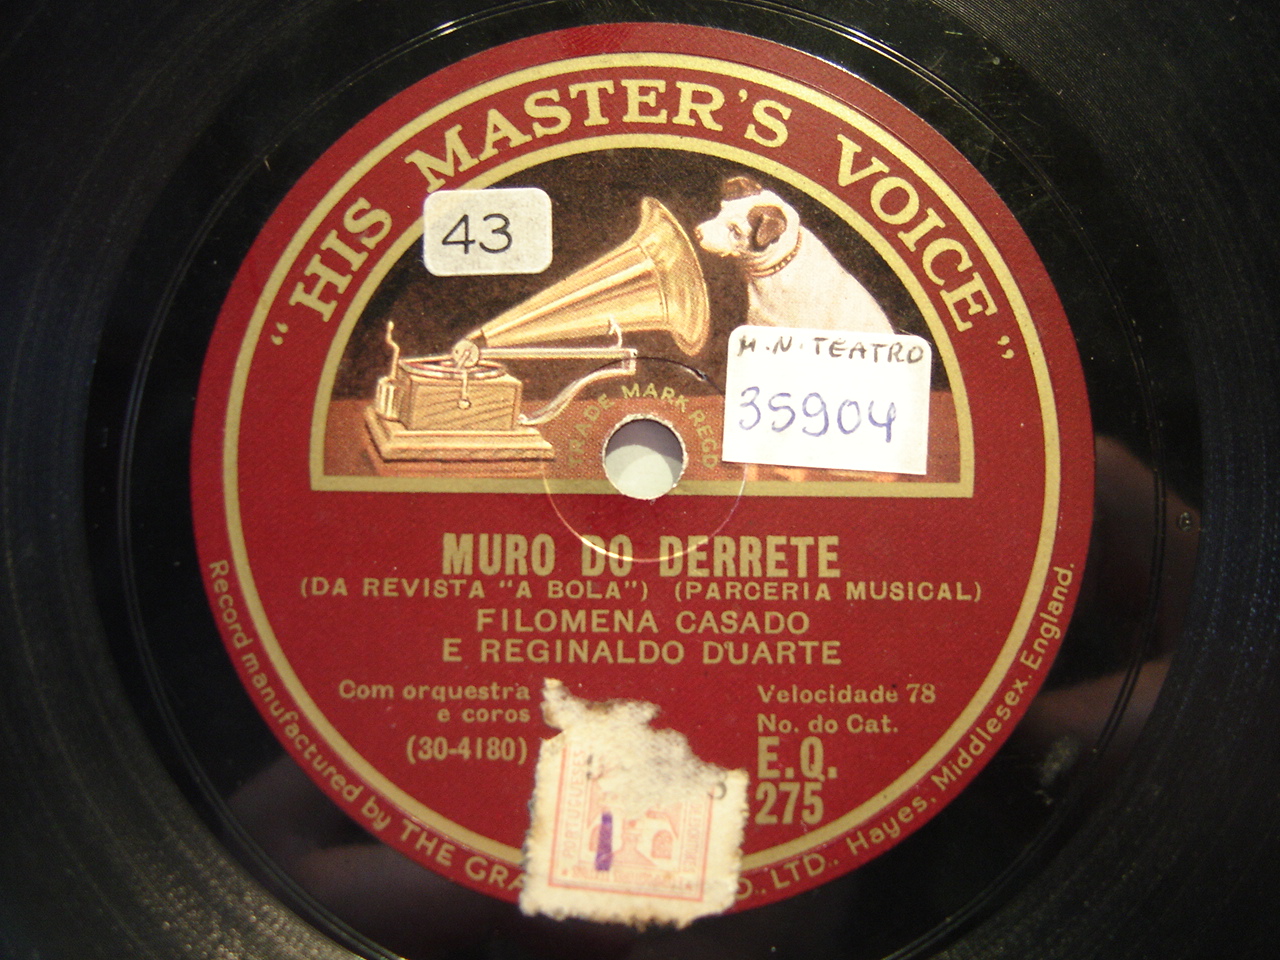 "HIS MASTER'S VOICE"
43
M.N. TEATRO
35904
TRADE MARK REGD
MURO DO DERRETE
(DA REVISTA "A BOLA") (PARCERIA MUSICAL)
FILOMENA CASADO
E REGINALDO D'UARTE
Com orquestra
e coros
(30-4180)
Velocidade 78
No. do Cat.
E.Q.
275
PORTUGUESE
1
Record manufactured by THE GRA O., LTD., Hayes, Middlesex, England.